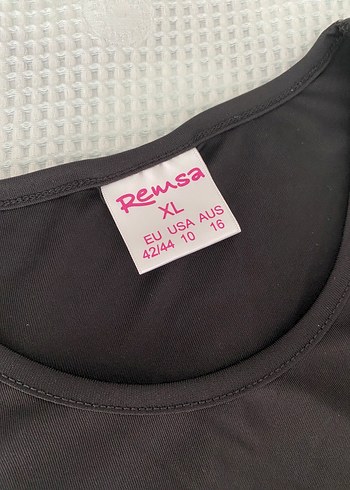 Remsa
XL
EU USA AUS
42/44 10 16